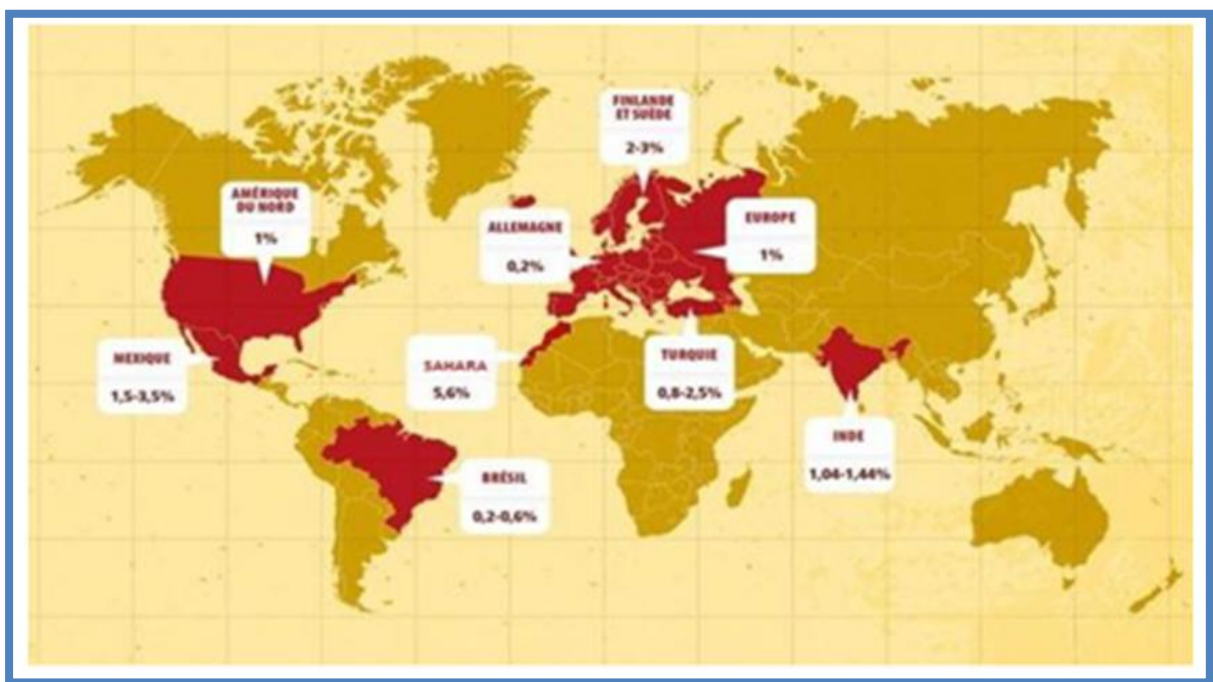 FINLANDE
ET SUÈDE
2-3%
AMÉRIQUE
DU NORD
1%
ALLEMAGNE
0,2%
EUROPE
1%
MEXIQUE
1,5-3,5%
SAHARA
5,6%
TURQUIE
0,8-2,5%
INDE
1,04-1,44%
BRÉSIL
0,2-0,6%